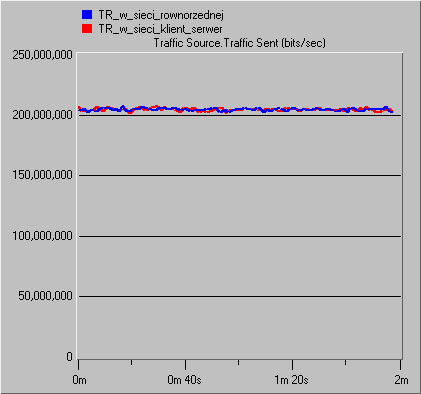 TR_w_sieci_rownorzednej
TR_w_sieci_klient_serwer
Traffic Source.Traffic Sent (bits/sec)
250,000,000
200,000,000
150,000,000
100,000,000
50,000,000
0
0m 0m 40s 1m 20s 2m